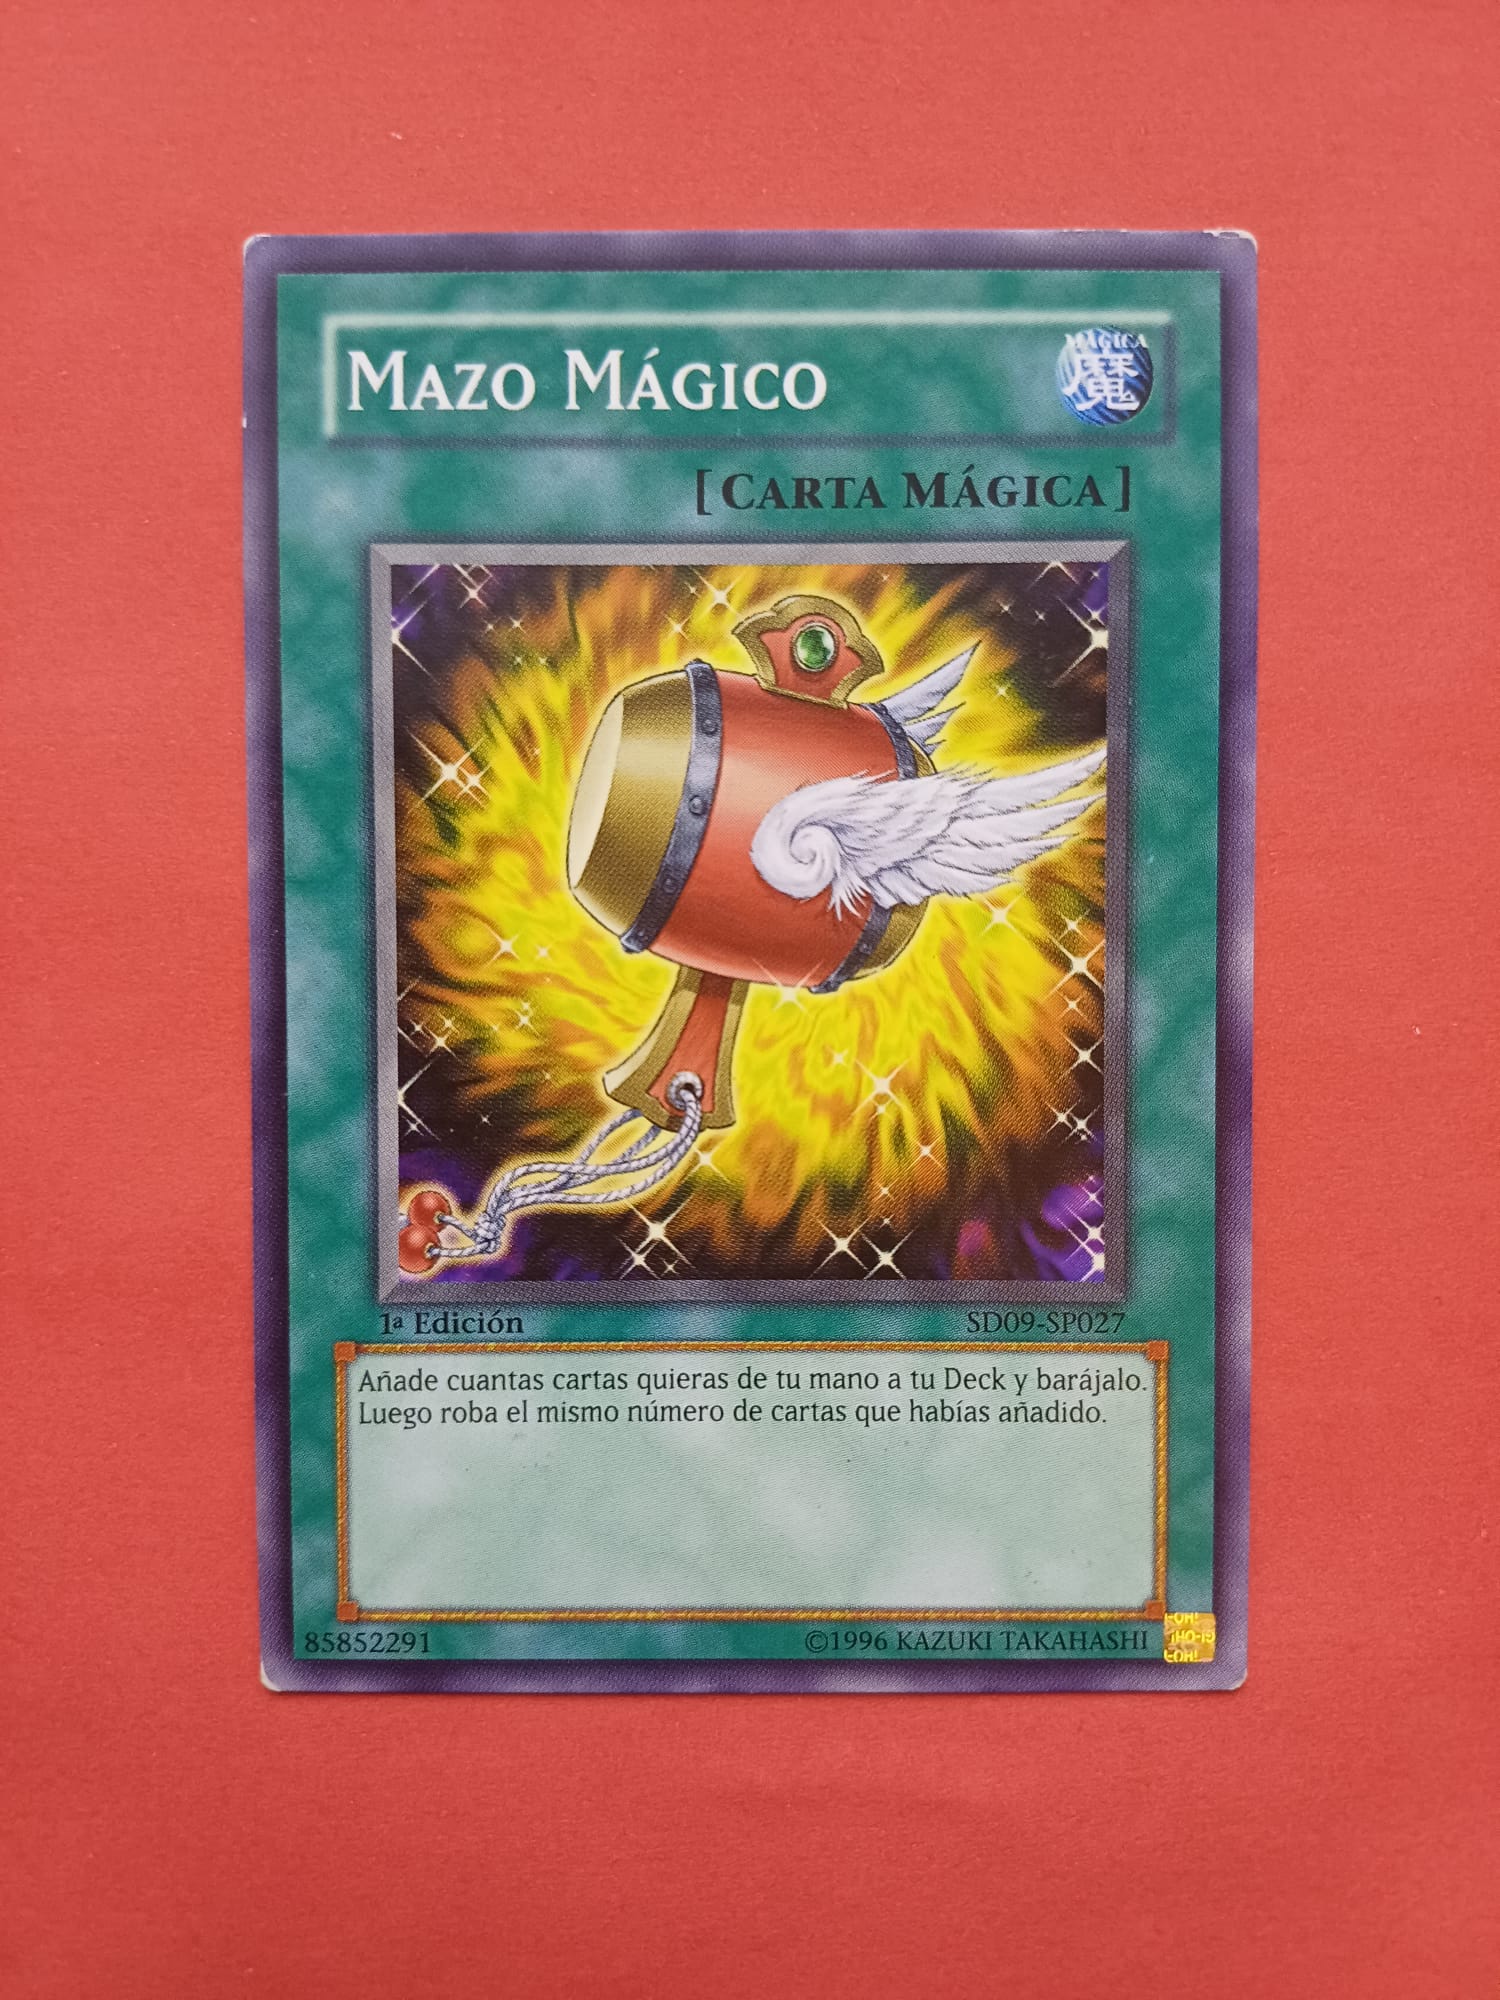 MAZO MÁGICO
MÁGICA
魔
[CARTA MÁGICA]
1ª Edición
SD09-SP027
Añade cuantas cartas quieras de tu mano a tu Deck y barájalo.
Luego roba el mismo número de cartas que habías añadido.
85852291
©1996 KAZUKI TAKAHASHI